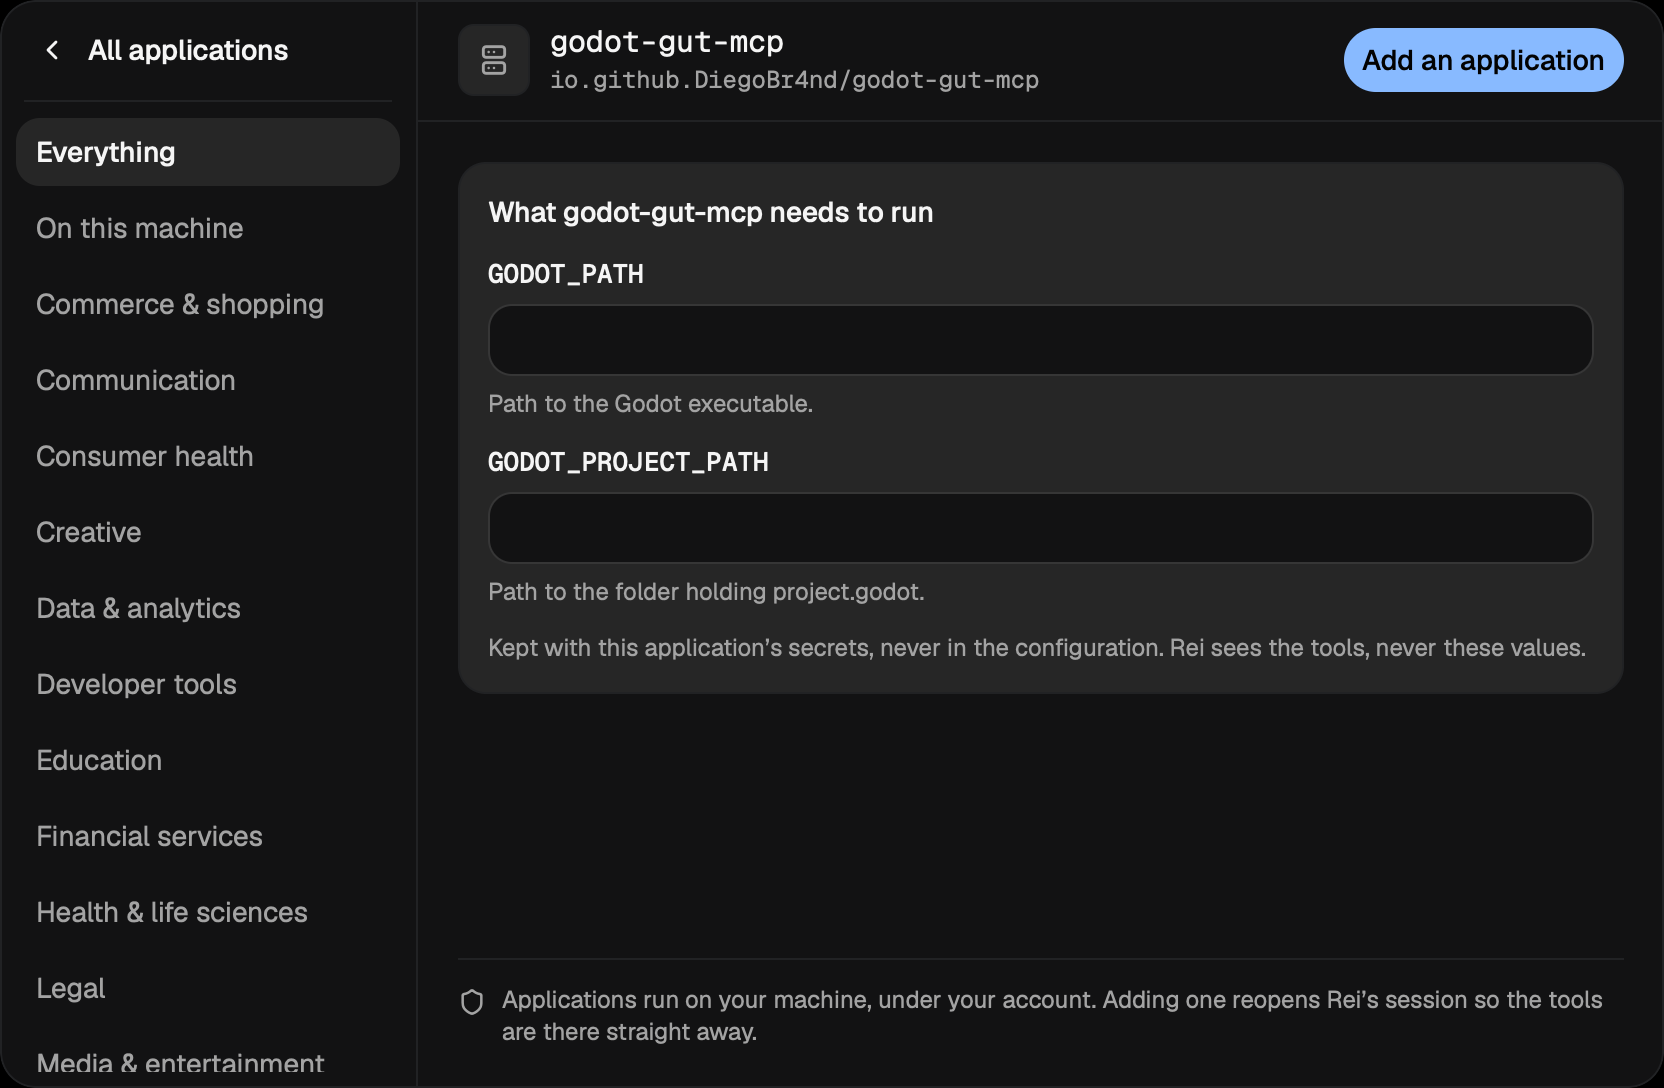 All applications
Everything
On this machine
Commerce & shopping
Communication
Consumer health
Creative
Data & analytics
Developer tools
Education
Financial services
Health & life sciences
Legal
Media & entertainment
godot-gut-mcp
io.github.DiegoBr4nd/godot-gut-mcp
Add an application
What godot-gut-mcp needs to run
GODOT_PATH
Path to the Godot executable.
GODOT_PROJECT_PATH
Path to the folder holding project.godot.
Kept with this application’s secrets, never in the configuration. Rei sees the tools, never these values.
Applications run on your machine, under your account. Adding one reopens Rei’s session so the tools
are there straight away.